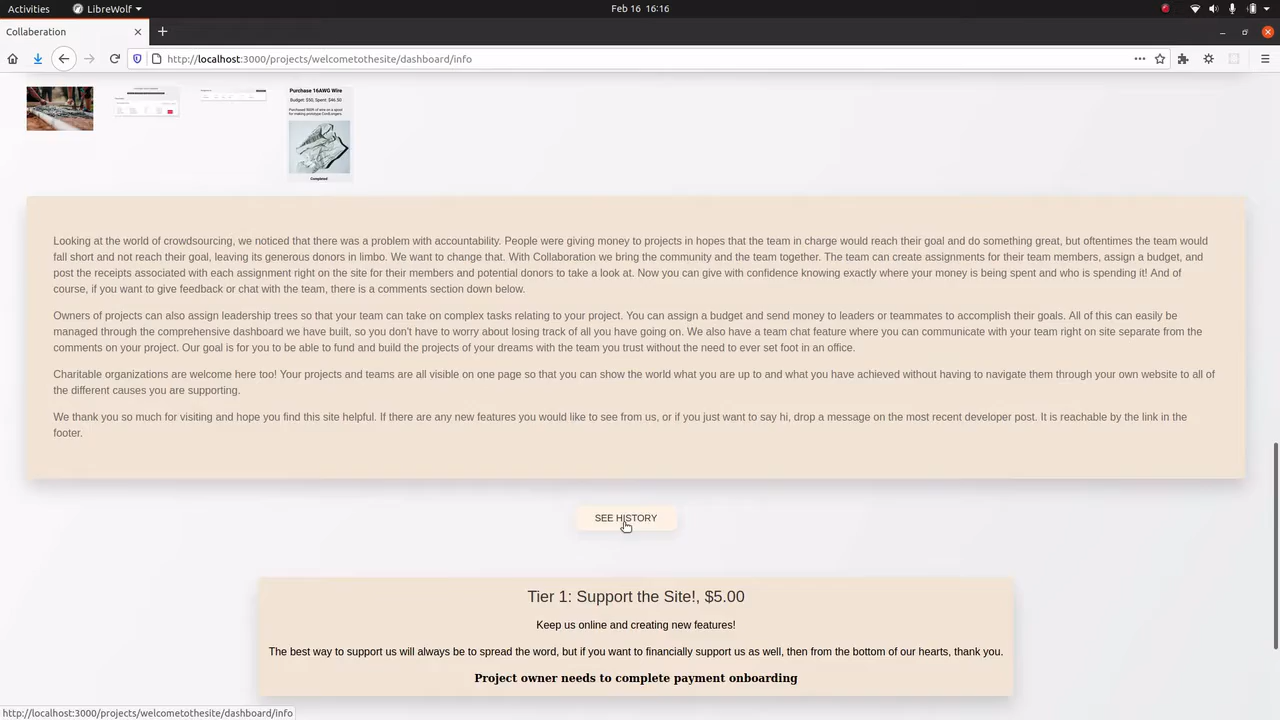 Activities
LibreWolf
Feb 16 16:16
Collaberation
http://localhost:3000/projects/welcometothesite/dashboard/info
Purchase 16AWG Wire
Budget: $50, Spent: $46.50
Purchased 500ft of wire on a spool
for making prototype CordLongers.
Completed
Looking at the world of crowdsourcing, we noticed that there was a problem with accountability. People were giving money to projects in hopes that the team in charge would reach their goal and do something great, but oftentimes the team would
fall short and not reach their goal, leaving its generous donors in limbo. We want to change that. With Collaberation we bring the community and the team together. The team can create assignments for their team members, assign a budget, and
post the receipts associated with each assignment right on the site for their members and potential donors to take a look at. Now you can give with confidence knowing exactly where your money is being spent and who is spending it! And of
course, if you want to give feedback or chat with the team, there is a comments section down below.
Owners of projects can also assign leadership trees so that your team can take on complex tasks relating to your project. You can assign a budget and send money to leaders or teammates to accomplish their goals. All of this can easily be
managed through the comprehensive dashboard we have built, so you don't have to worry about losing track of all you have going on. We also have a team chat feature where you can communicate with your team right on site separate from the
comments on your project. Our goal is for you to be able to fund and build the projects of your dreams with the team you trust without the need to ever set foot in an office.
Charitable organizations are welcome here too! Your projects and teams are all visible on one page so that you can show the world what you are up to and what you have achieved without having to navigate them through your own website to all of
the different causes you are supporting.
We thank you so much for visiting and hope you find this site helpful. If there are any new features you would like to see from us, or if you just want to say hi, drop a message on the most recent developer post. It is reachable by the link in the
footer.
SEE HISTORY
Tier 1: Support the Site!, $5.00
Keep us online and creating new features!
The best way to support us will always be to spread the word, but if you want to financially support us as well, then from the bottom of our hearts, thank you.
Project owner needs to complete payment onboarding
http://localhost:3000/projects/welcometothesite/dashboard/info